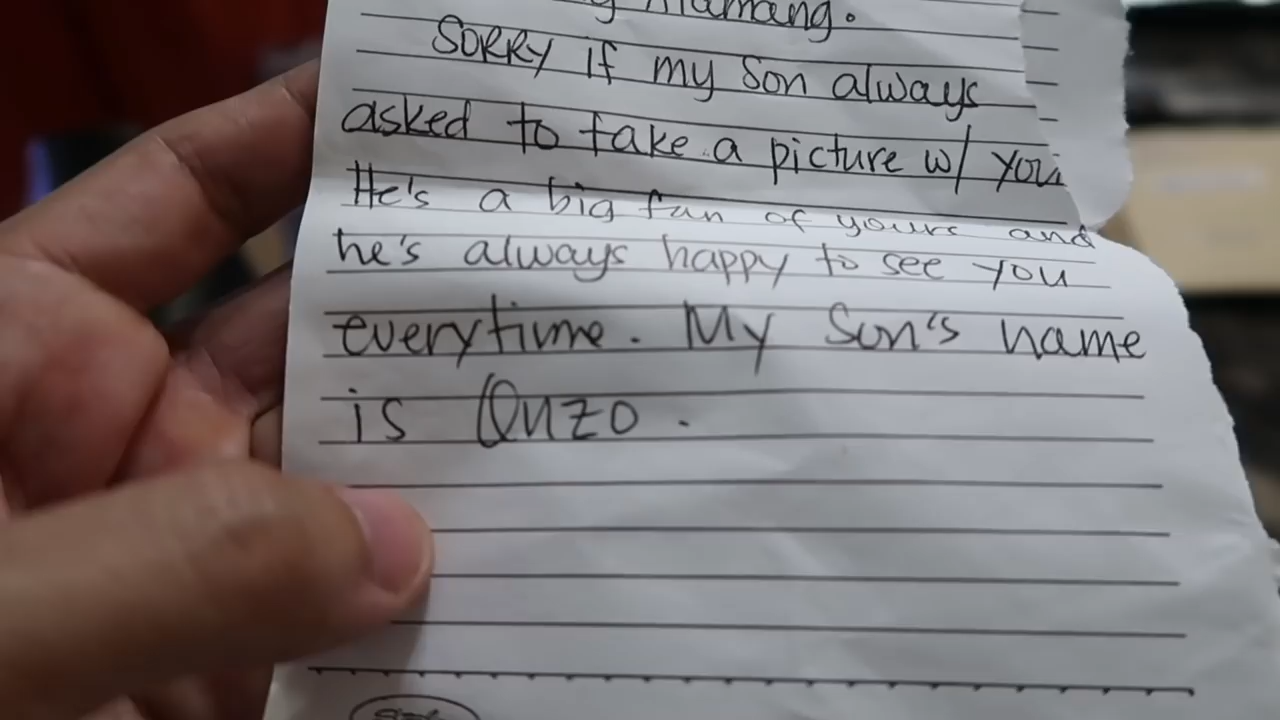 mamang.
SORRY if my Son always
asked to take a picture w/ you
He's a big fan of yours and
he's always happy to see you
everytime. My Son's name
is Onzo.